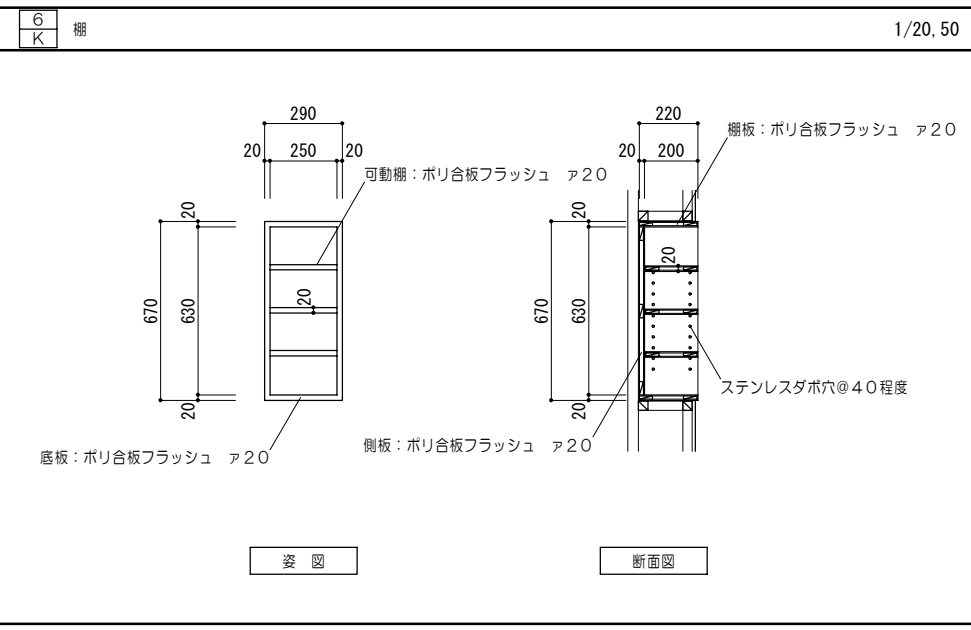 6
K
棚
1/20,50
290
20
250
20
可動棚：ポリ合板フラッシュ　ァ20
20
670
630
20
20
底板：ポリ合板フラッシュ　ァ20
220
20
200
棚板：ポリ合板フラッシュ　ァ20
20
20
670
630
20
ステンレスダボ穴@40程度
側板：ポリ合板フラッシュ　ァ20
姿　図
断面図